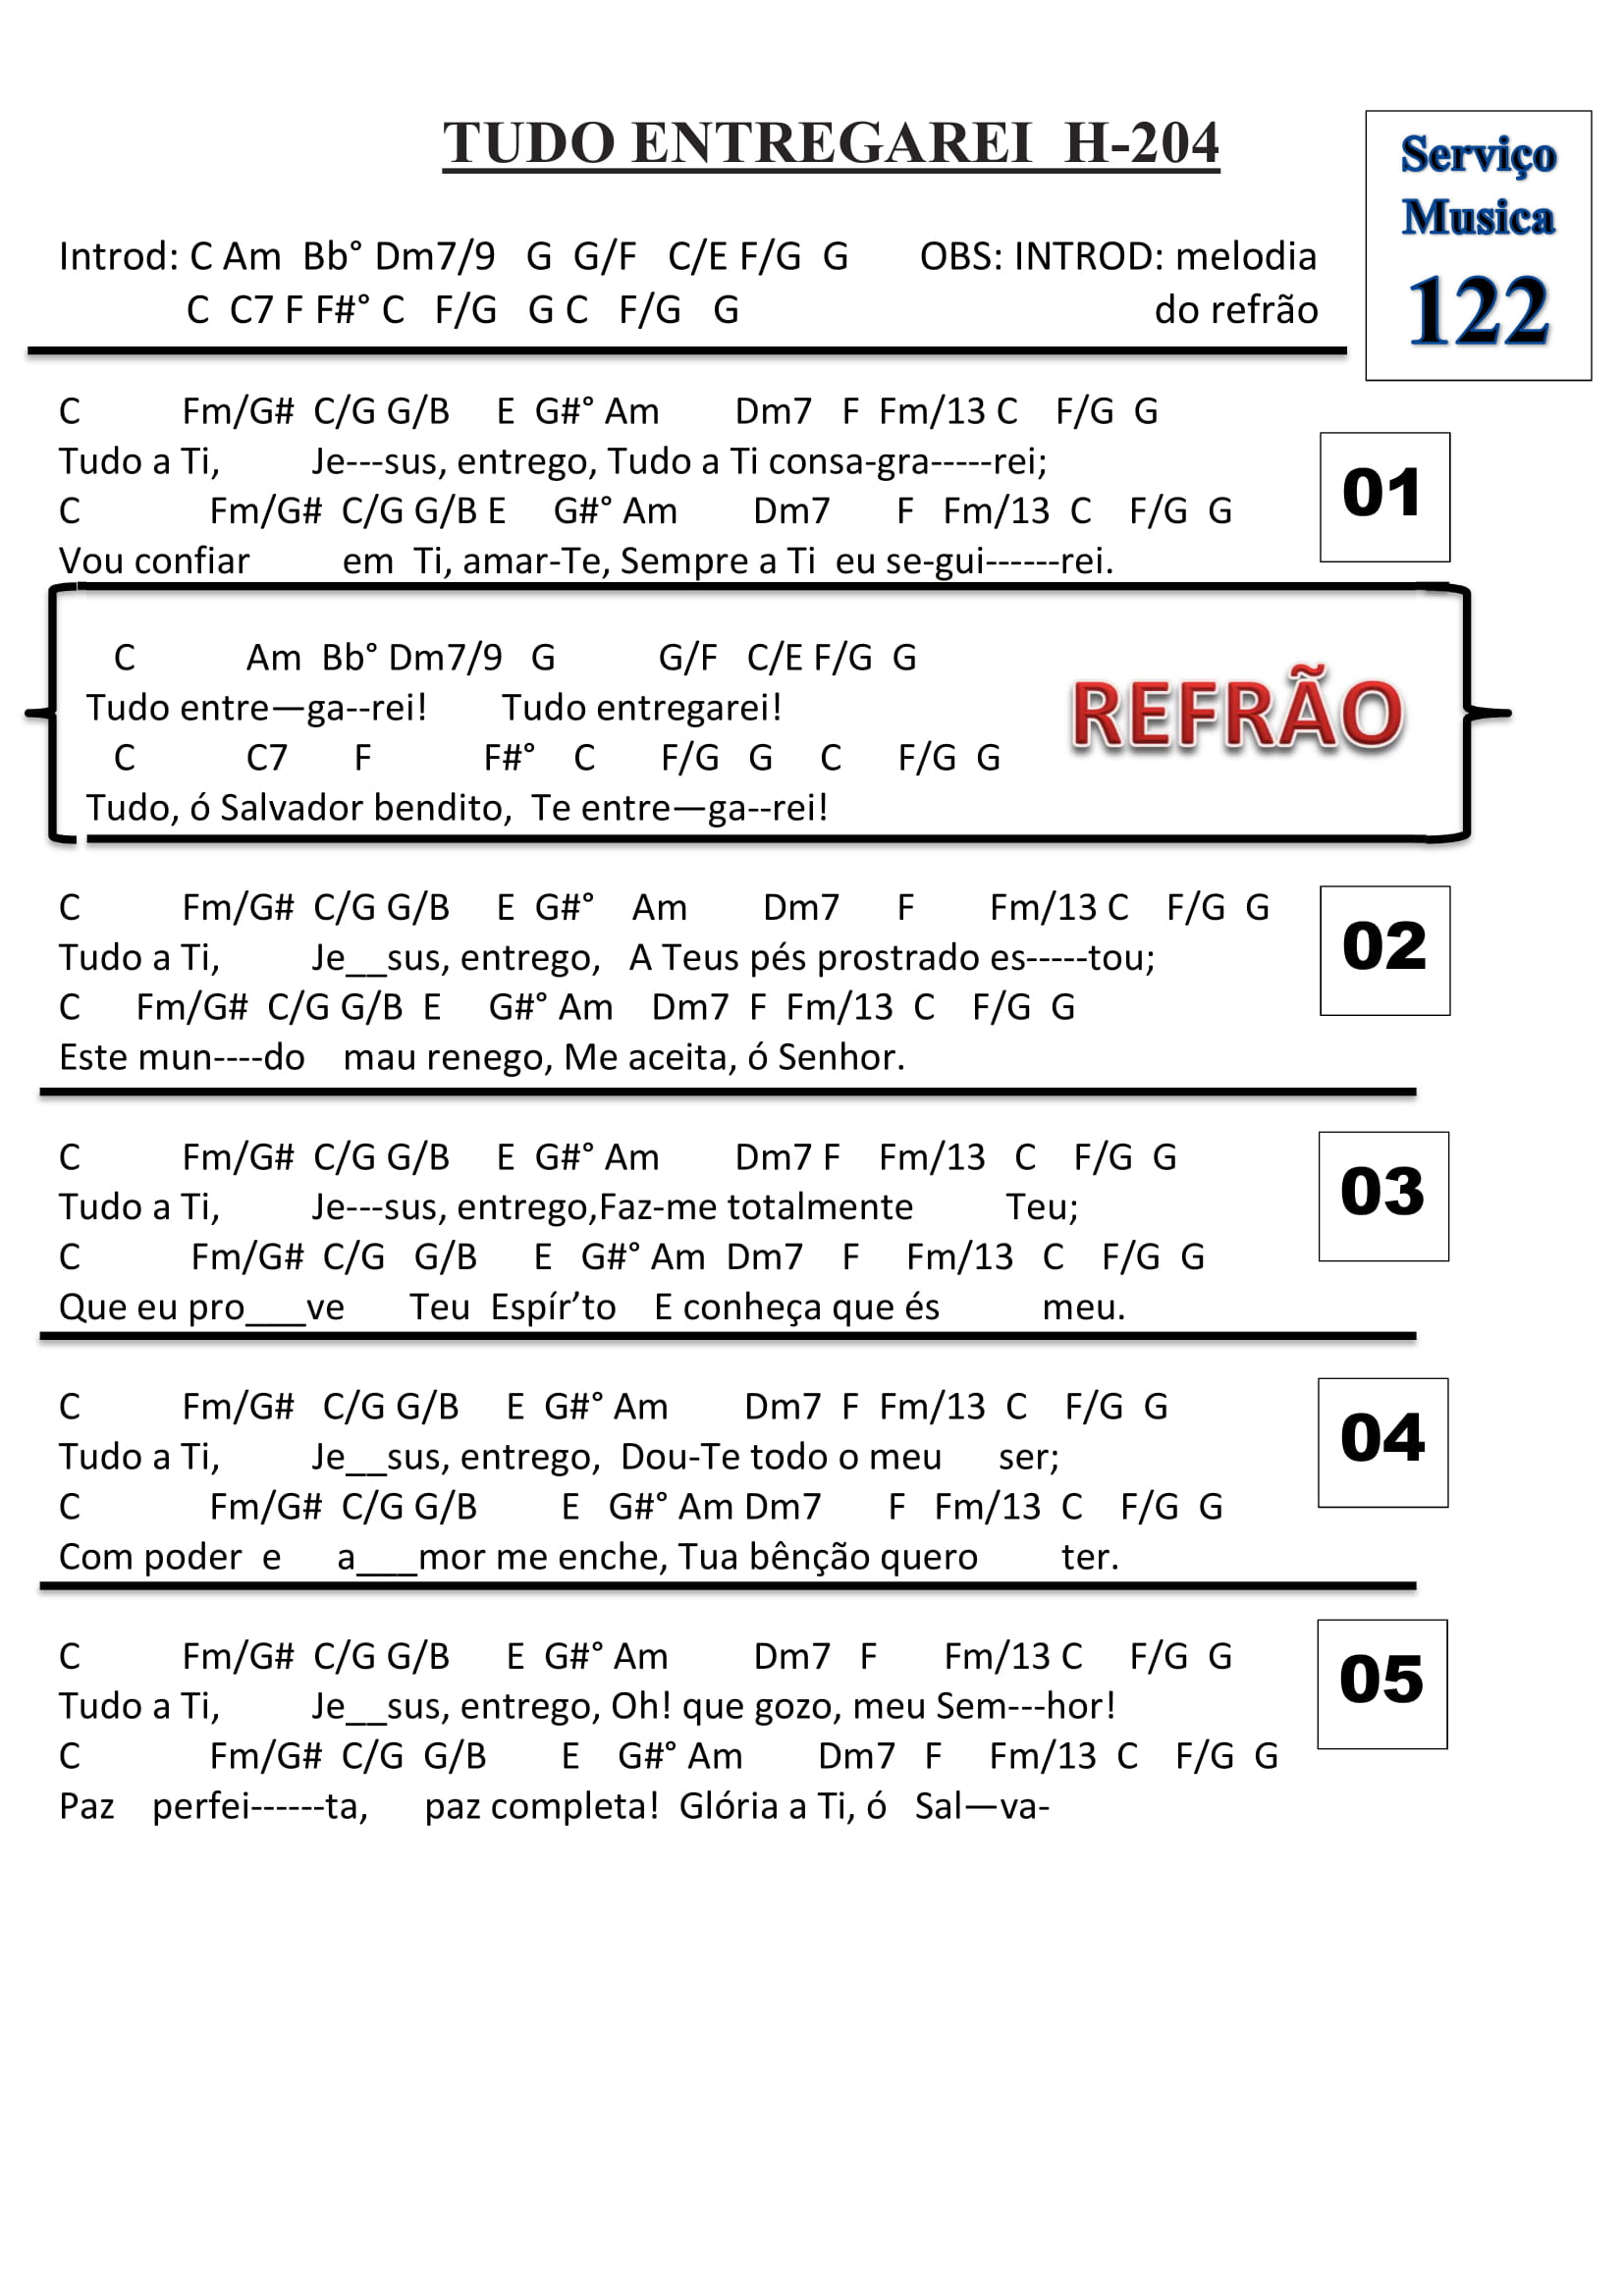 TUDO ENTREGAREI  H-204
Serviço
Musica
122
Introd: C Am  Bb° Dm7/9   G  G/F   C/E F/G  G       OBS: INTROD: melodia
C  C7 F F#° C   F/G   G C   F/G   G       do refrão
C           Fm/G#  C/G G/B     E  G#° Am        Dm7   F  Fm/13 C    F/G  G
Tudo a Ti,          Je---sus, entrego, Tudo a Ti consa-gra-----rei;
01
C              Fm/G#  C/G G/B E     G#° Am        Dm7       F   Fm/13  C    F/G  G
Vou confiar          em  Ti, amar-Te, Sempre a Ti  eu se-gui------rei.
C            Am  Bb° Dm7/9   G           G/F   C/E F/G  G
Tudo entre—ga--rei!        Tudo entregarei!
REFRÃO
C            C7       F            F#°    C       F/G   G     C      F/G  G
Tudo, ó Salvador bendito,  Te entre—ga--rei!
C           Fm/G#  C/G G/B     E  G#°    Am        Dm7      F        Fm/13 C    F/G  G
02
Tudo a Ti,          Je__sus, entrego,   A Teus pés prostrado es-----tou;
C      Fm/G#  C/G G/B  E     G#° Am    Dm7  F  Fm/13  C    F/G  G
Este mun----do    mau renego, Me aceita, ó Senhor.
C           Fm/G#  C/G G/B     E  G#° Am        Dm7 F    Fm/13   C    F/G  G
03
Tudo a Ti,          Je---sus, entrego,Faz-me totalmente          Teu;
C            Fm/G#  C/G   G/B      E   G#° Am  Dm7    F     Fm/13   C    F/G  G
Que eu pro___ve       Teu  Espír’to    E conheça que és           meu.
C           Fm/G#   C/G G/B     E  G#° Am        Dm7  F  Fm/13  C    F/G  G
04
Tudo a Ti,          Je__sus, entrego,  Dou-Te todo o meu      ser;
C              Fm/G#  C/G G/B         E   G#° Am Dm7       F   Fm/13  C    F/G  G
Com poder  e      a___mor me enche, Tua bênção quero         ter.
C           Fm/G#  C/G G/B      E  G#° Am         Dm7   F       Fm/13 C     F/G  G
05
Tudo a Ti,          Je__sus, entrego, Oh! que gozo, meu Sem---hor!
C              Fm/G#  C/G  G/B        E    G#° Am        Dm7   F     Fm/13  C    F/G  G
Paz    perfei------ta,      paz completa!  Glória a Ti, ó   Sal—va-